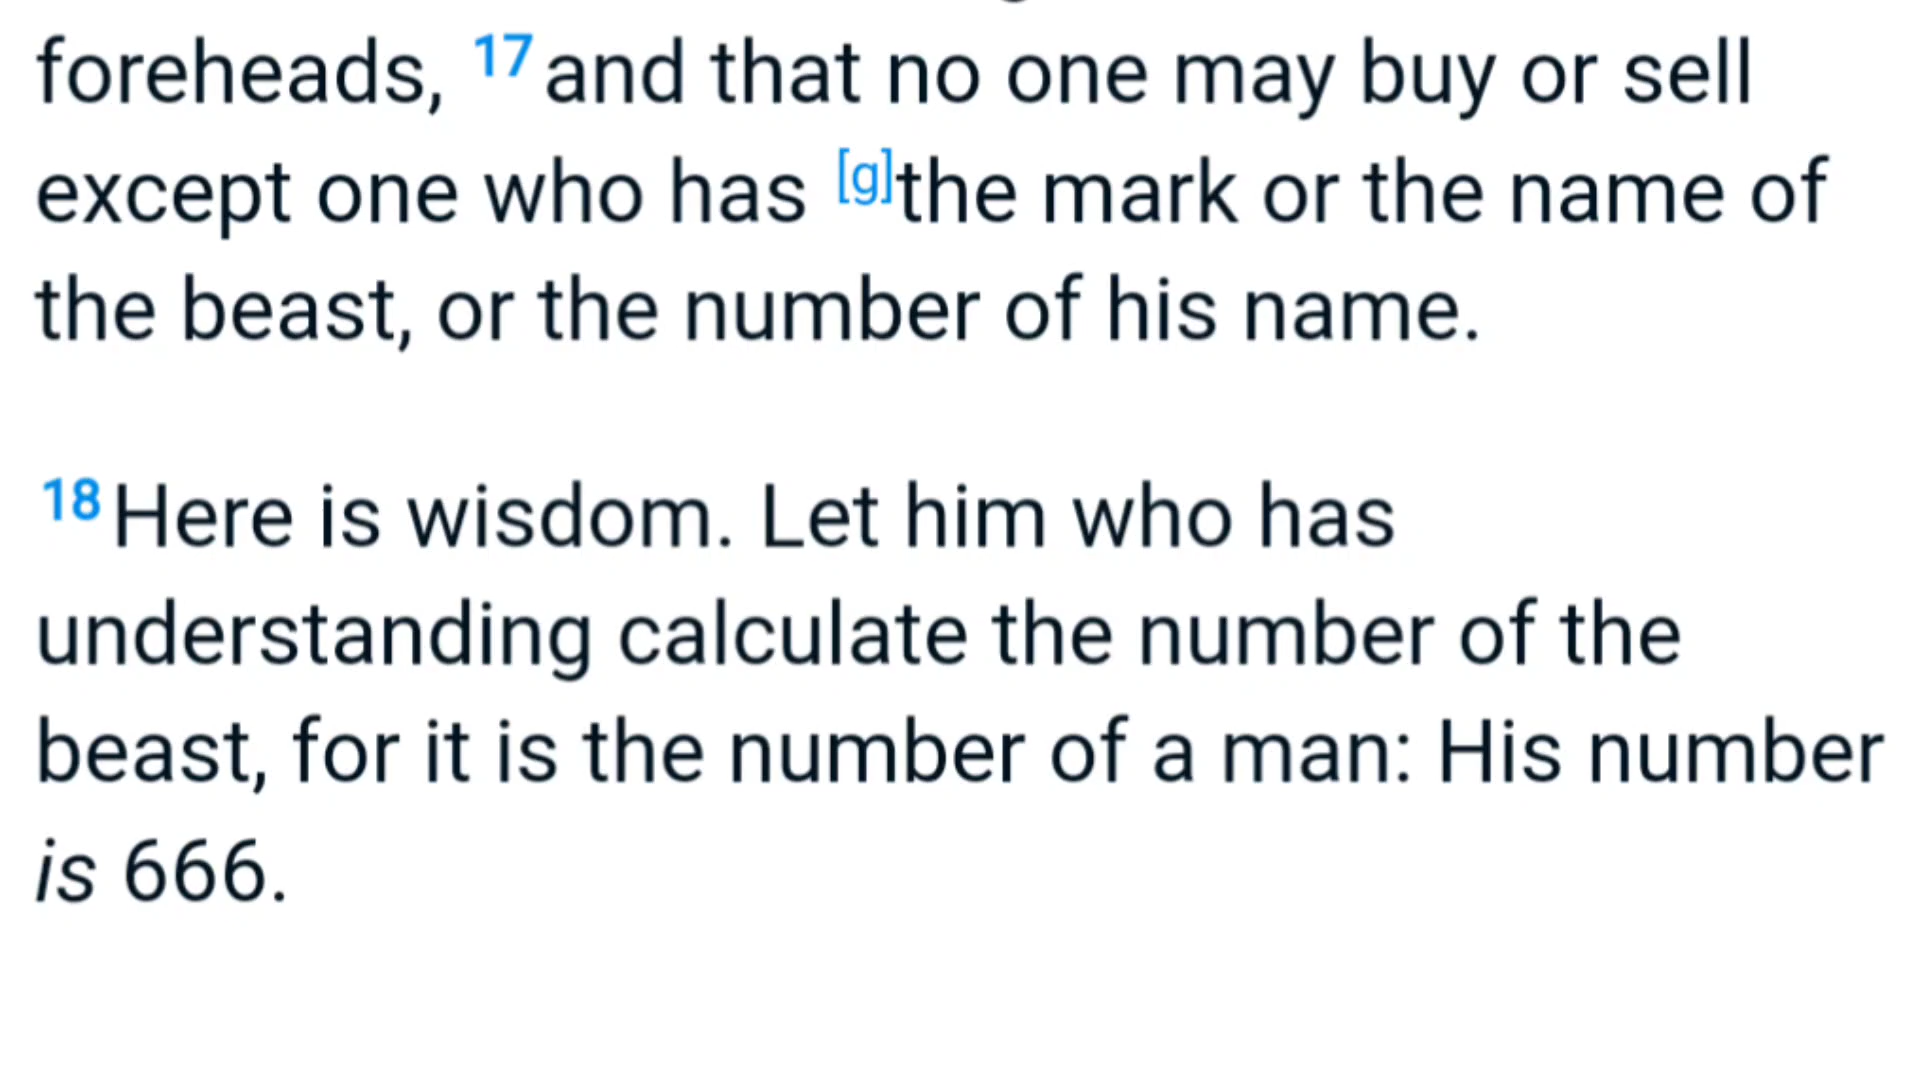 foreheads, 17 and that no one may buy or sell
except one who has [g]the mark or the name of
the beast, or the number of his name.
18 Here is wisdom. Let him who has
understanding calculate the number of the
beast, for it is the number of a man: His number
is 666.